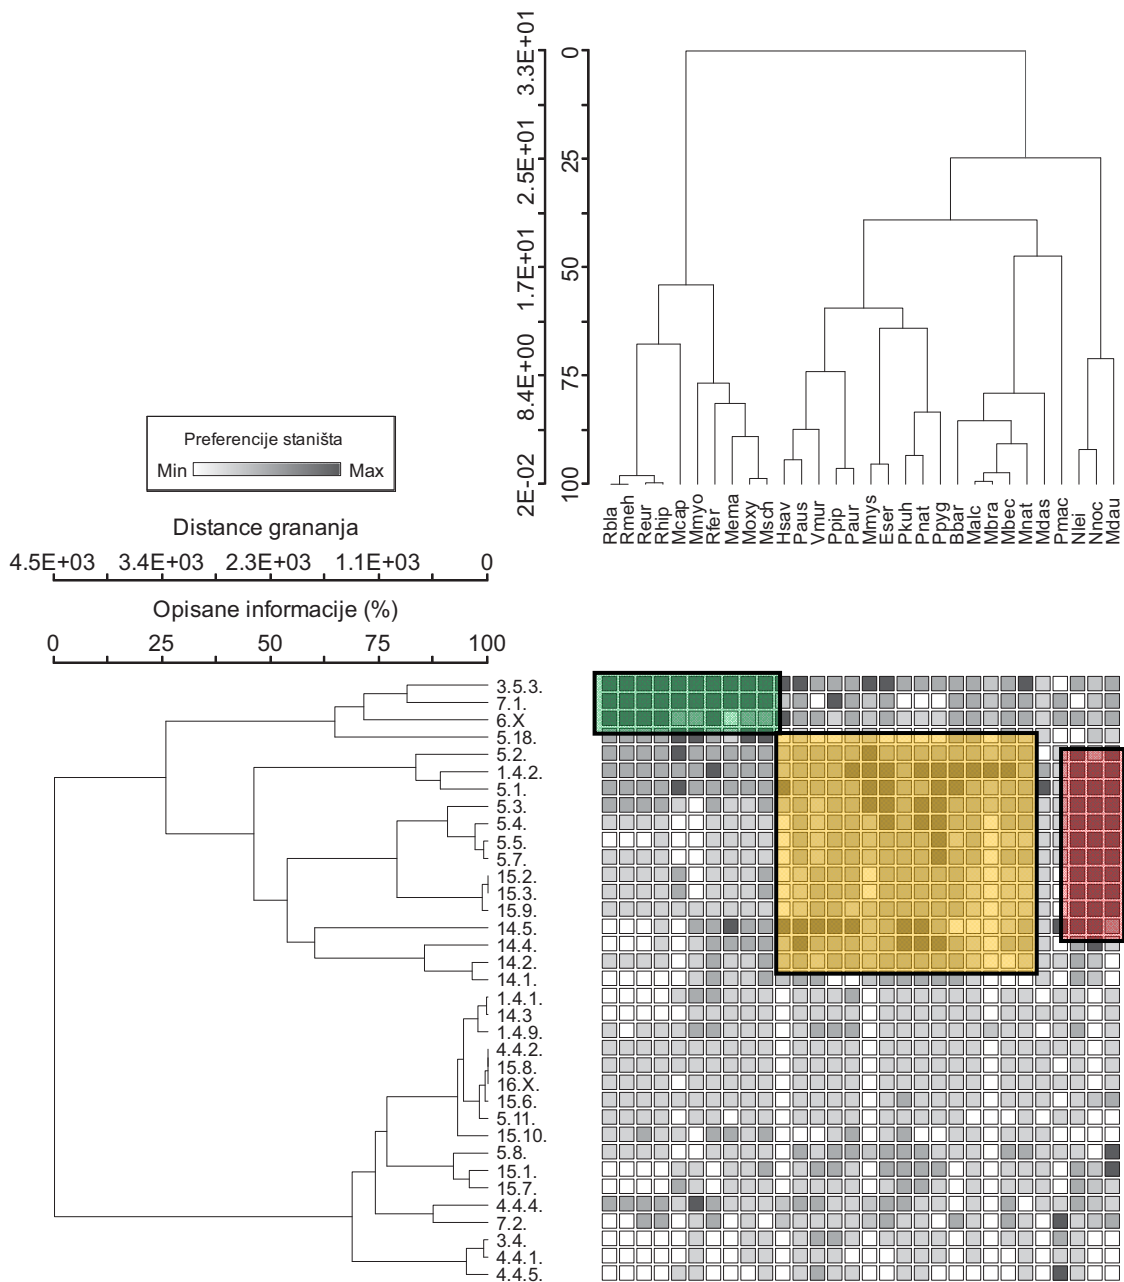 3.3E+01
2.5E+01
1.7E+01
8.4E+00
2E-02
0
25
50
75
100
Rbla
Rmeh
Reur
Rhip
Mcap
Mmyo
Rfer
Mema
Moxy
Msch
Hsav
Paus
Vmur
Ppip
Paur
Mmys
Eser
Pkuh
Pnat
Ppyg
Bbar
Malc
Mbra
Mbec
Mnat
Mdas
Pmac
Nlei
Nnoc
Mdau
Preferencije staništa
Min Max
Distance grananja
4.5E+03 3.4E+03 2.3E+03 1.1E+03 0
Opisane informacije (%)
0 25 50 75 100
3.5.3.
7.1.
6.X
5.18.
5.2.
1.4.2.
5.1.
5.3.
5.4.
5.5.
5.7.
15.2.
15.3.
15.9.
14.5.
14.4.
14.2.
14.1.
1.4.1.
14.3
1.4.9.
4.4.2.
15.8.
16.X.
15.6.
5.11.
15.10.
5.8.
15.1.
15.7.
4.4.4.
7.2.
3.4.
4.4.1.
4.4.5.